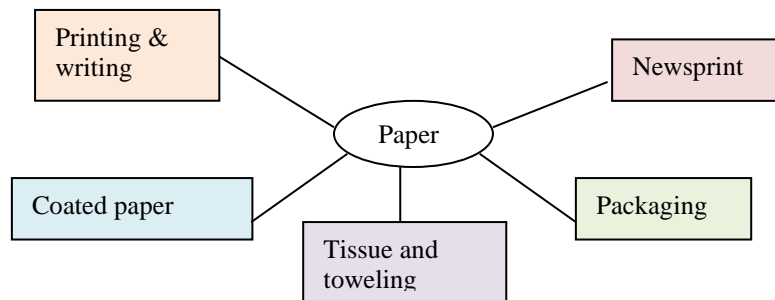 Printing &
writing
Newsprint
Paper
Coated paper
Packaging
Tissue and
toweling